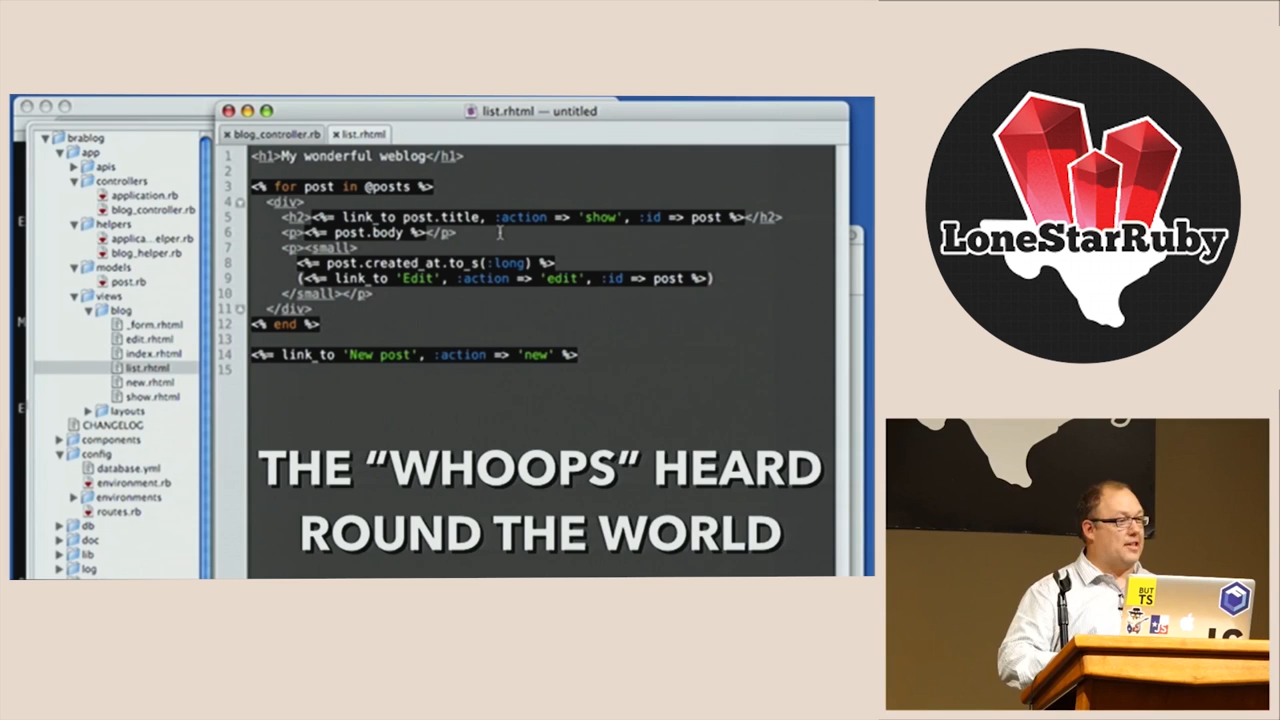 list.rhtml — untitled
brablog
app
apis
controllers
application.rb
blog_controller.rb
helpers
applica...elper.rb
blog_helper.rb
models
post.rb
views
blog
_form.rhtml
edit.rhtml
index.rhtml
list.rhtml
new.rhtml
show.rhtml
layouts
CHANGELOG
components
config
database.yml
environment.rb
environments
routes.rb
db
doc
lib
log
blog_controller.rb list.rhtml
1 <h1>My wonderful weblog</h1>
2
3 <% for post in @posts %>
4 <div>
5 <h2><%= link_to post.title, :action => 'show', :id => post %></h2>
6 <p><%= post.body %></p>
7 <p><small>
8 <%= post.created_at.to_s(:long) %>
9 (<%= link_to 'Edit', :action => 'edit', :id => post %>)
10 </small></p>
11 </div>
12 <% end %>
13
14 <%= link_to 'New post', :action => 'new' %>
15
THE “WHOOPS” HEARD
ROUND THE WORLD
LoneStarRuby
BUT
TS
JS